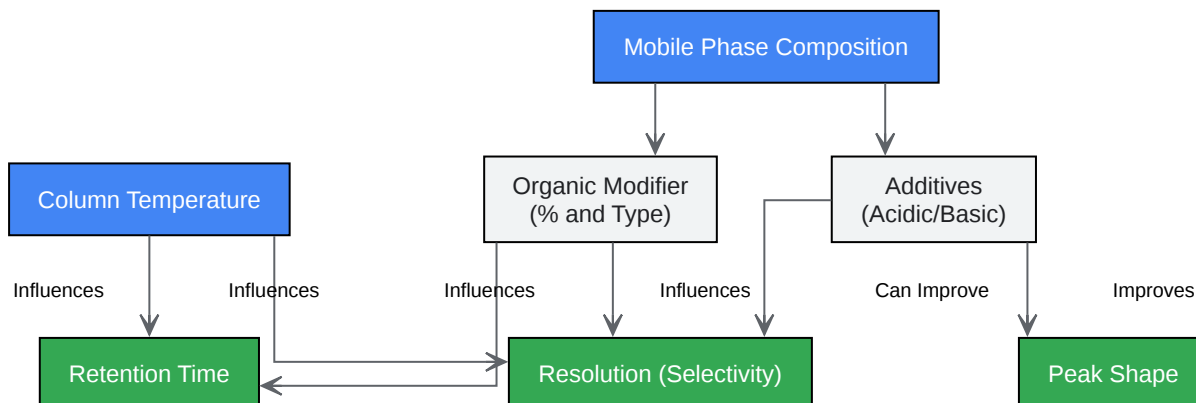 Mobile Phase Composition
Column Temperature
Organic Modifier
(% and Type)
Additives
(Acidic/Basic)
Influences
Influences
Influences
Influences
Can Improve
Improves
Retention Time
Resolution (Selectivity)
Peak Shape